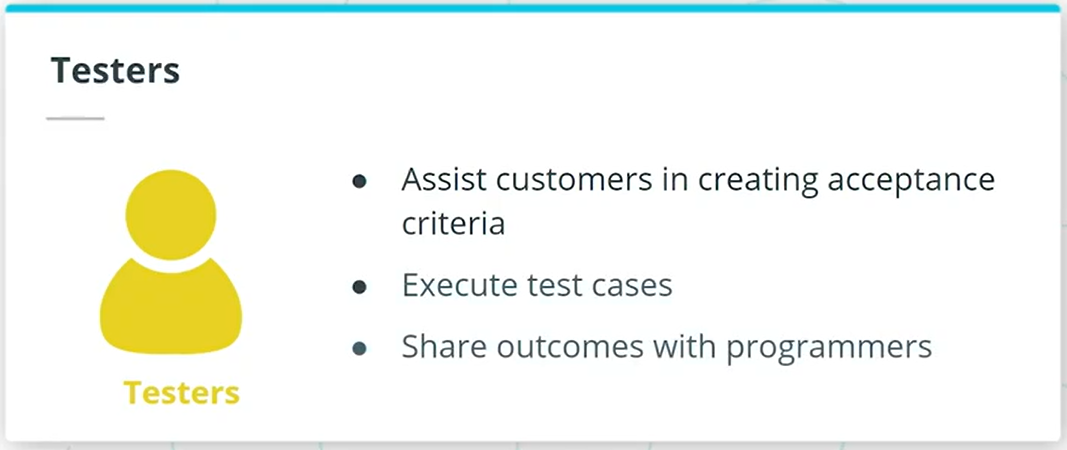 Testers
• Assist customers in creating acceptance
criteria
• Execute test cases
• Share outcomes with programmers
Testers